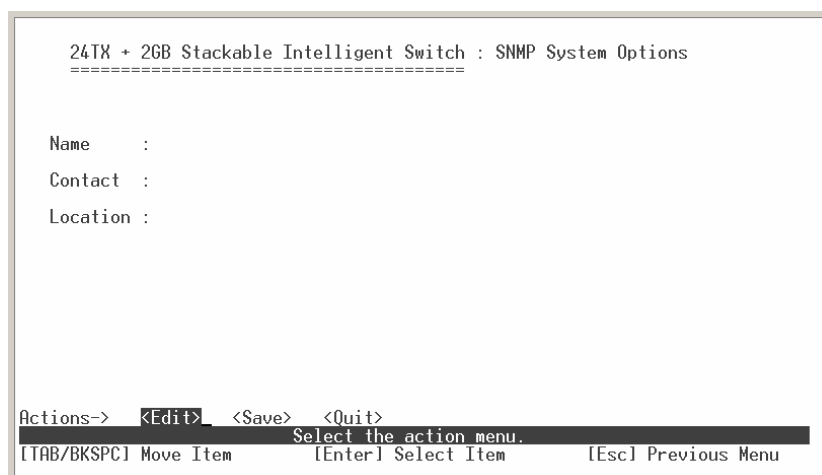 24TX + 2GB Stackable Intelligent Switch : SNMP System Options
=======================================
Name :
Contact :
Location :
Actions-> <Edit>_ <Save> <Quit>
Select the action menu.
[TAB/BKSPC] Move Item [Enter] Select Item [Esc] Previous Menu